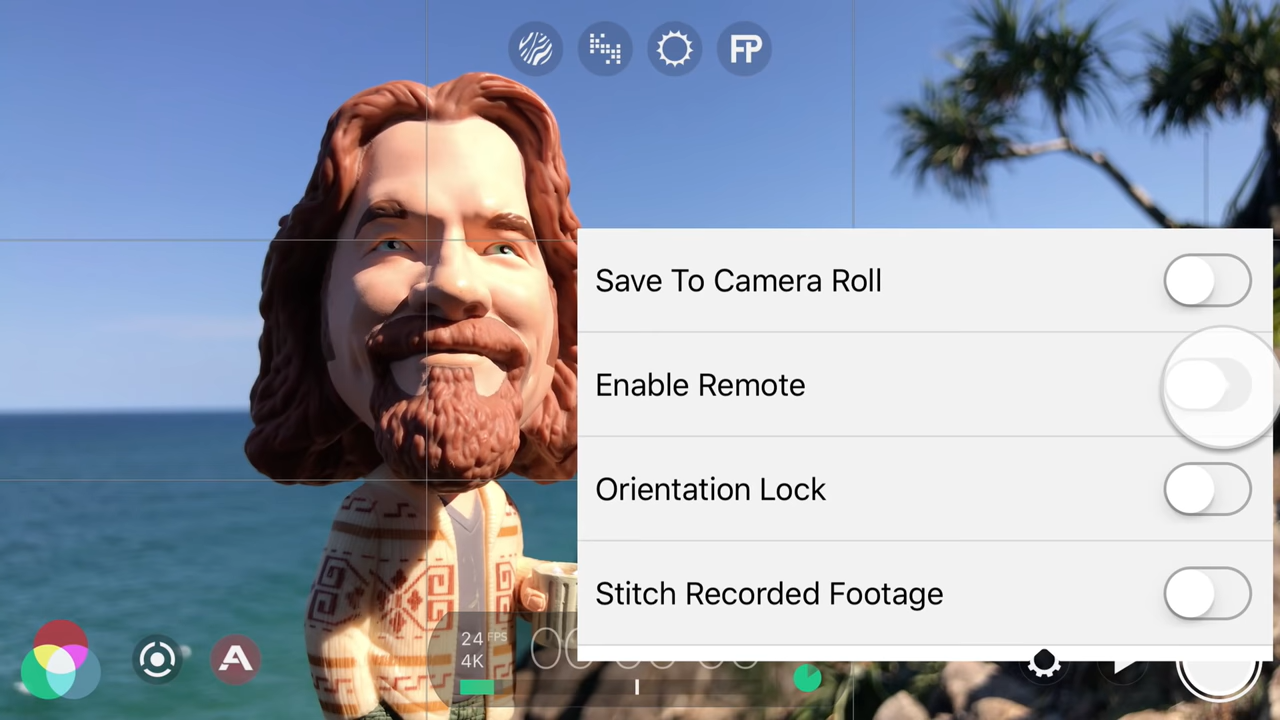 FP
Save To Camera Roll
Enable Remote
Orientation Lock
Stitch Recorded Footage
24 FPS
4K
A